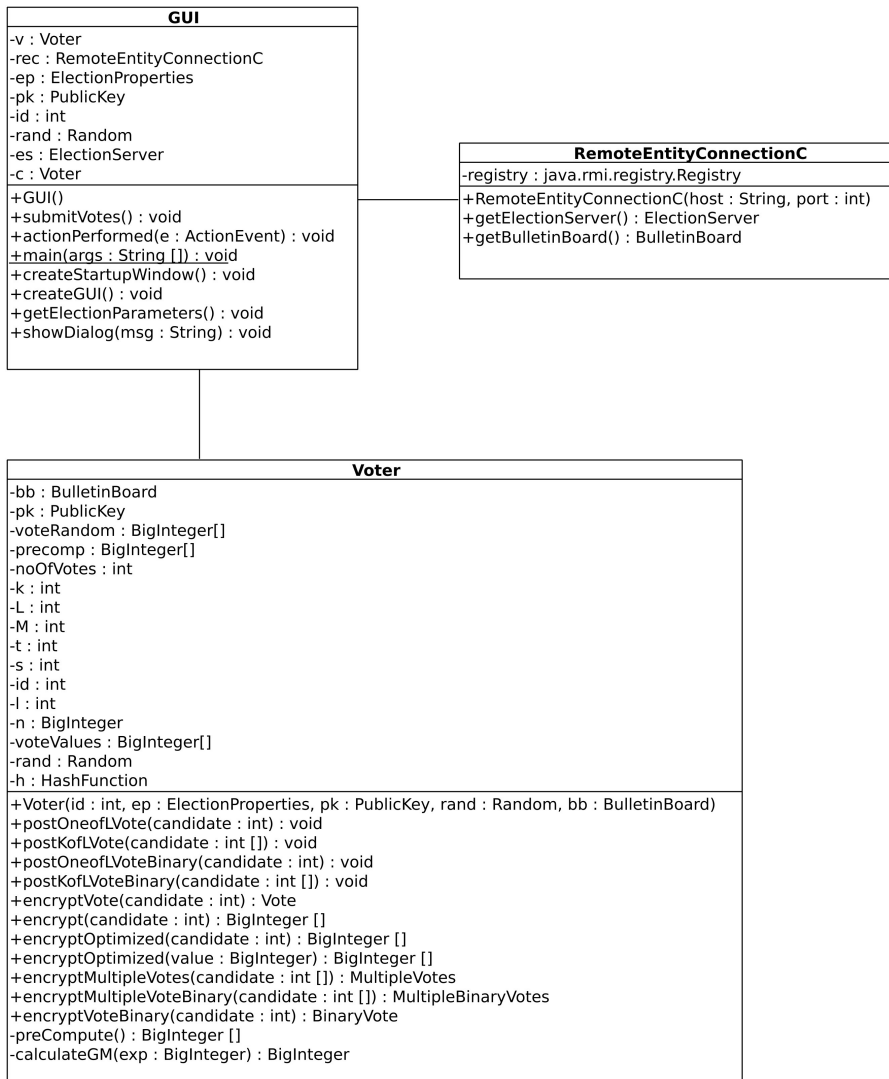 GUI
-v : Voter
-rec : RemoteEntityConnectionC
-ep : ElectionProperties
-pk : PublicKey
-id : int
-rand : Random
-es : ElectionServer
-c : Voter
+GUI()
+submitVotes() : void
+actionPerformed(e : ActionEvent) : void
+main(args : String []) : void
+createStartupWindow() : void
+createGUI() : void
+getElectionParameters() : void
+showDialog(msg : String) : void
RemoteEntityConnectionC
-registry : java.rmi.registry.Registry
+RemoteEntityConnectionC(host : String, port : int)
+getElectionServer() : ElectionServer
+getBulletinBoard() : BulletinBoard
Voter
-bb : BulletinBoard
-pk : PublicKey
-voteRandom : BigInteger[]
-precomp : BigInteger[]
-noOfVotes : int
-k : int
-L : int
-M : int
-t : int
-s : int
-id : int
-l : int
-n : BigInteger
-voteValues : BigInteger[]
-rand : Random
-h : HashFunction
+Voter(id : int, ep : ElectionProperties, pk : PublicKey, rand : Random, bb : BulletinBoard)
+postOneofLVote(candidate : int) : void
+postKofLVote(candidate : int []) : void
+postOneofLVoteBinary(candidate : int) : void
+postKofLVoteBinary(candidate : int []) : void
+encryptVote(candidate : int) : Vote
+encrypt(candidate : int) : BigInteger []
+encryptOptimized(candidate : int) : BigInteger []
+encryptOptimized(value : BigInteger) : BigInteger []
+encryptMultipleVotes(candidate : int []) : MultipleVotes
+encryptMultipleVoteBinary(candidate : int []) : MultipleBinaryVotes
+encryptVoteBinary(candidate : int) : BinaryVote
-preCompute() : BigInteger []
-calculateGM(exp : BigInteger) : BigInteger